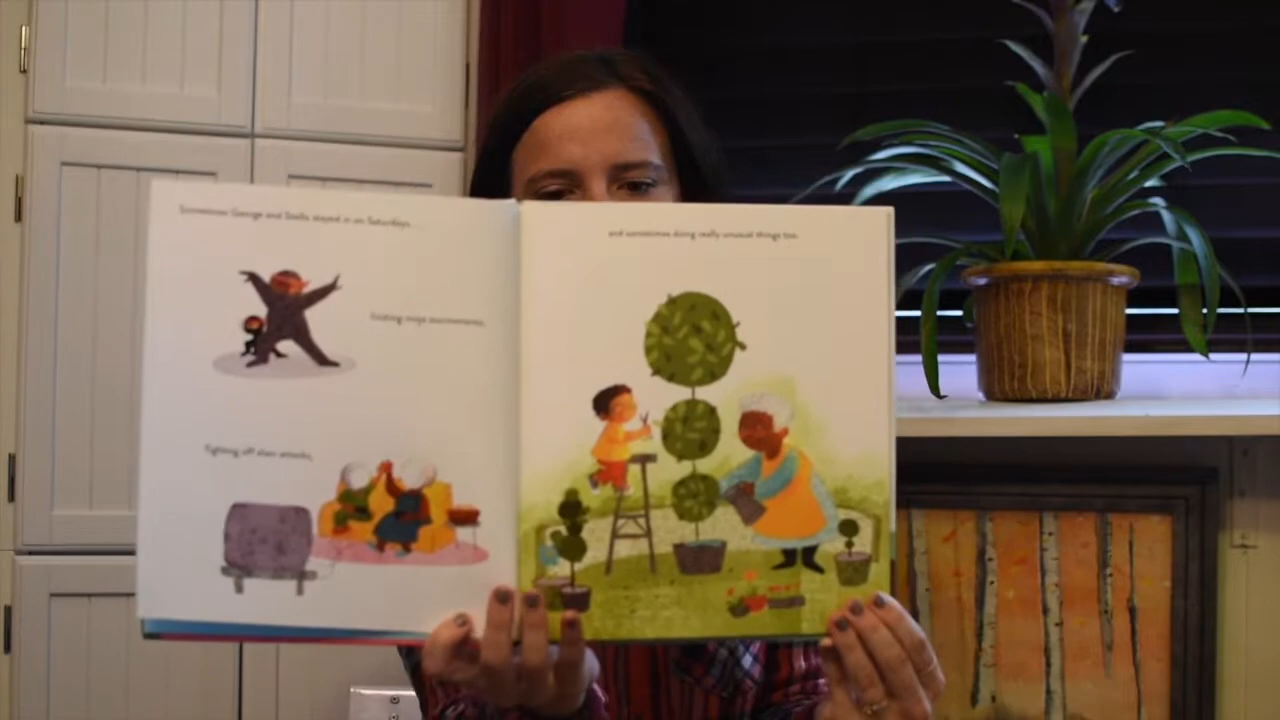 Sometimes George and Stella stayed in on Saturdays . . .
finding ninja movements,
fighting off alien attacks,
and sometimes doing really unusual things too.